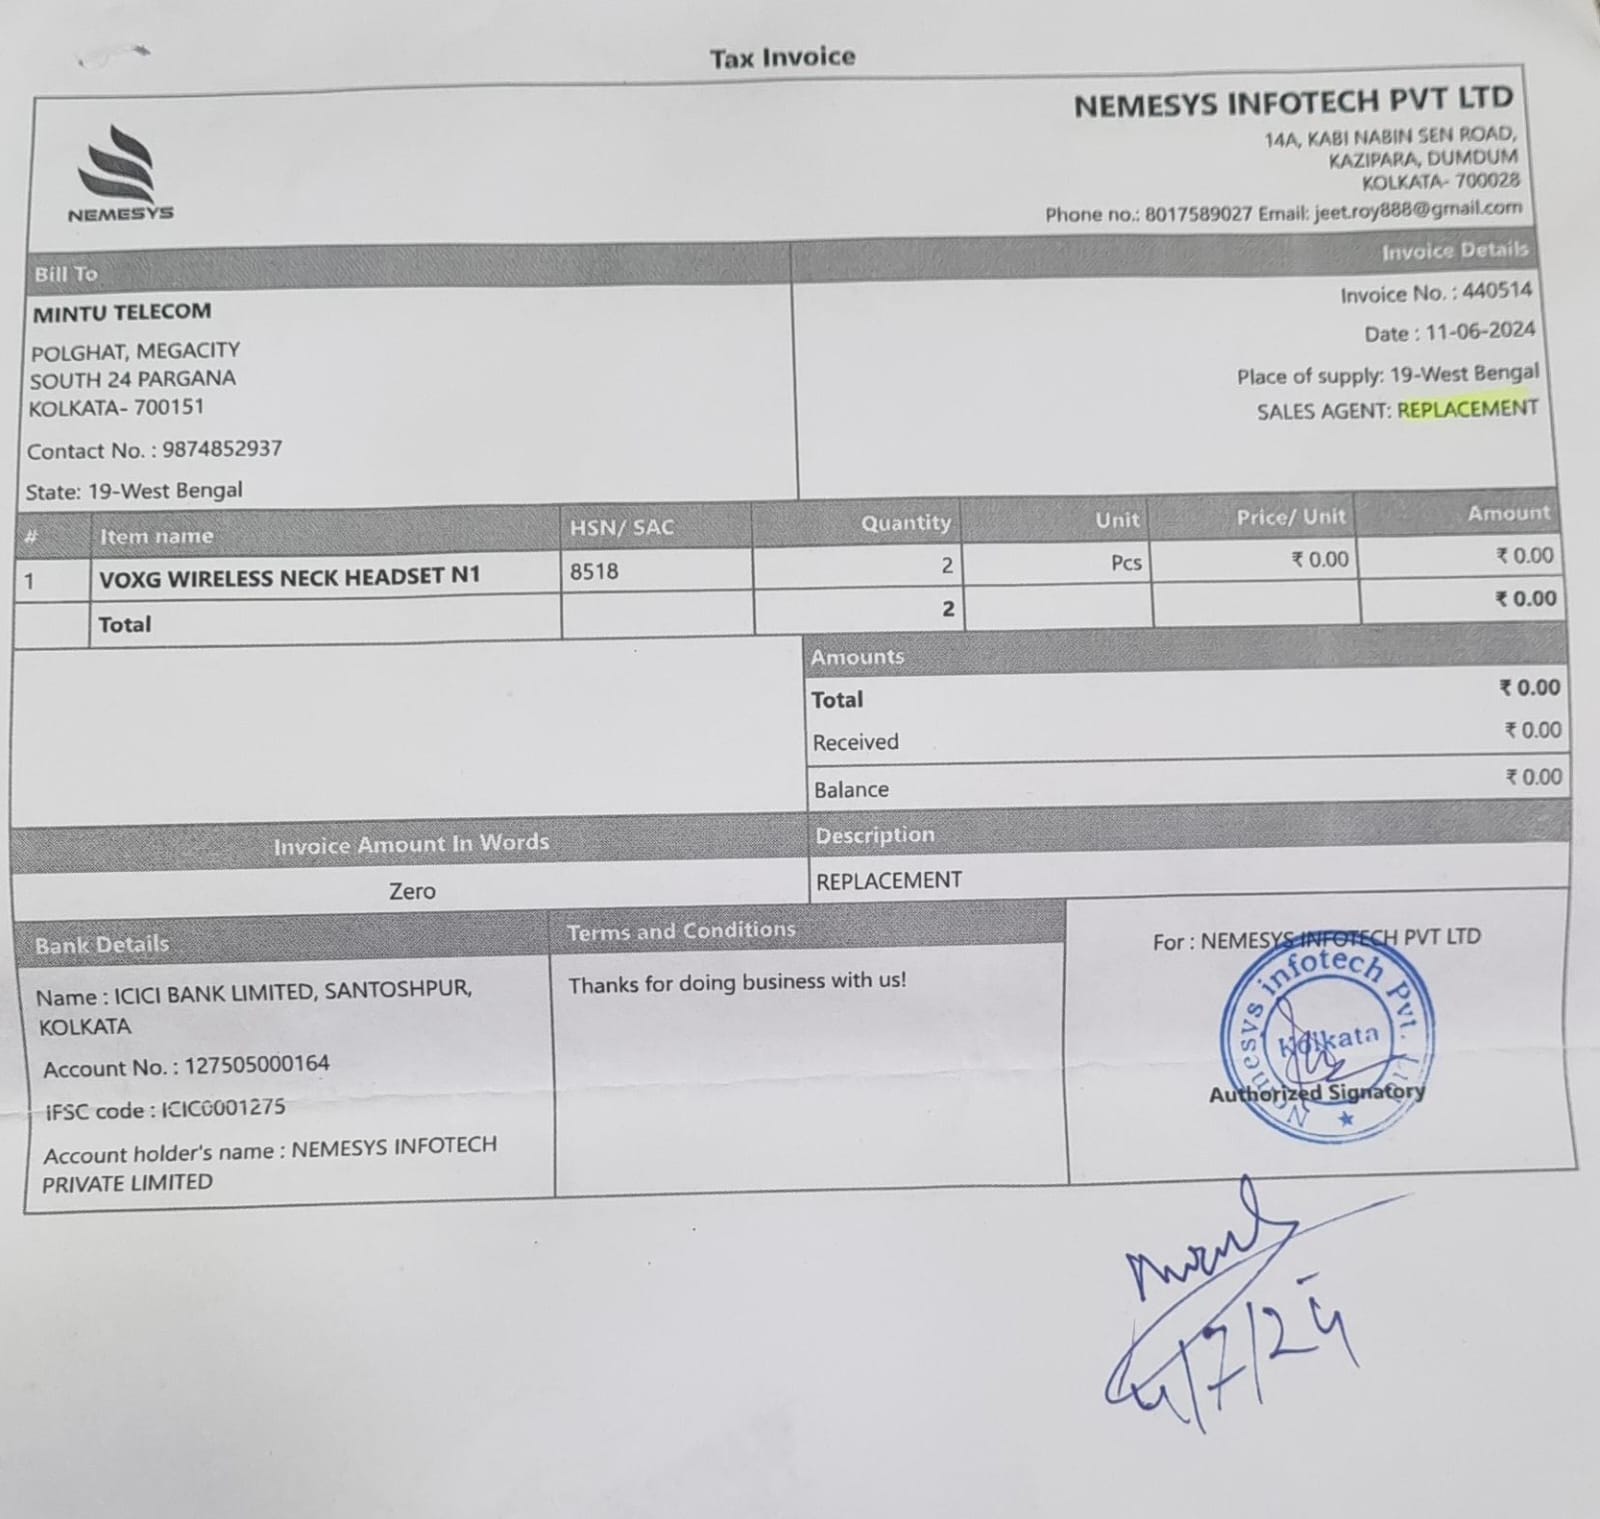 Tax Invoice
NEMESYS
NEMESYS INFOTECH PVT LTD
14A, KABI NABIN SEN ROAD,
KAZIPARA, DUMDUM
KOLKATA- 700028
Phone no.: 8017589027 Email: jeet.roy888@gmail.com
Bill To
Invoice Details
MINTU TELECOM
POLGHAT, MEGACITY
SOUTH 24 PARGANA
KOLKATA- 700151
Contact No. : 9874852937
State: 19-West Bengal
Invoice No. : 440514
Date : 11-06-2024
Place of supply: 19-West Bengal
SALES AGENT: REPLACEMENT
# Item name HSN/ SAC Quantity Unit Price/ Unit Amount
1 VOXG WIRELESS NECK HEADSET N1 8518 2 Pcs ₹ 0.00 ₹ 0.00
Total 2 ₹ 0.00
Amounts
Total ₹ 0.00
Received ₹ 0.00
Balance ₹ 0.00
Invoice Amount In Words
Zero
Description
REPLACEMENT
Bank Details
Name : ICICI BANK LIMITED, SANTOSHPUR,
KOLKATA
Account No. : 127505000164
IFSC code : ICIC0001275
Account holder's name : NEMESYS INFOTECH
PRIVATE LIMITED
Terms and Conditions
Thanks for doing business with us!
For : NEMESYS INFOTECH PVT LTD
Nemesys infotech Pvt. Ltd
Kolkata
Authorized Signatory
4/7/24